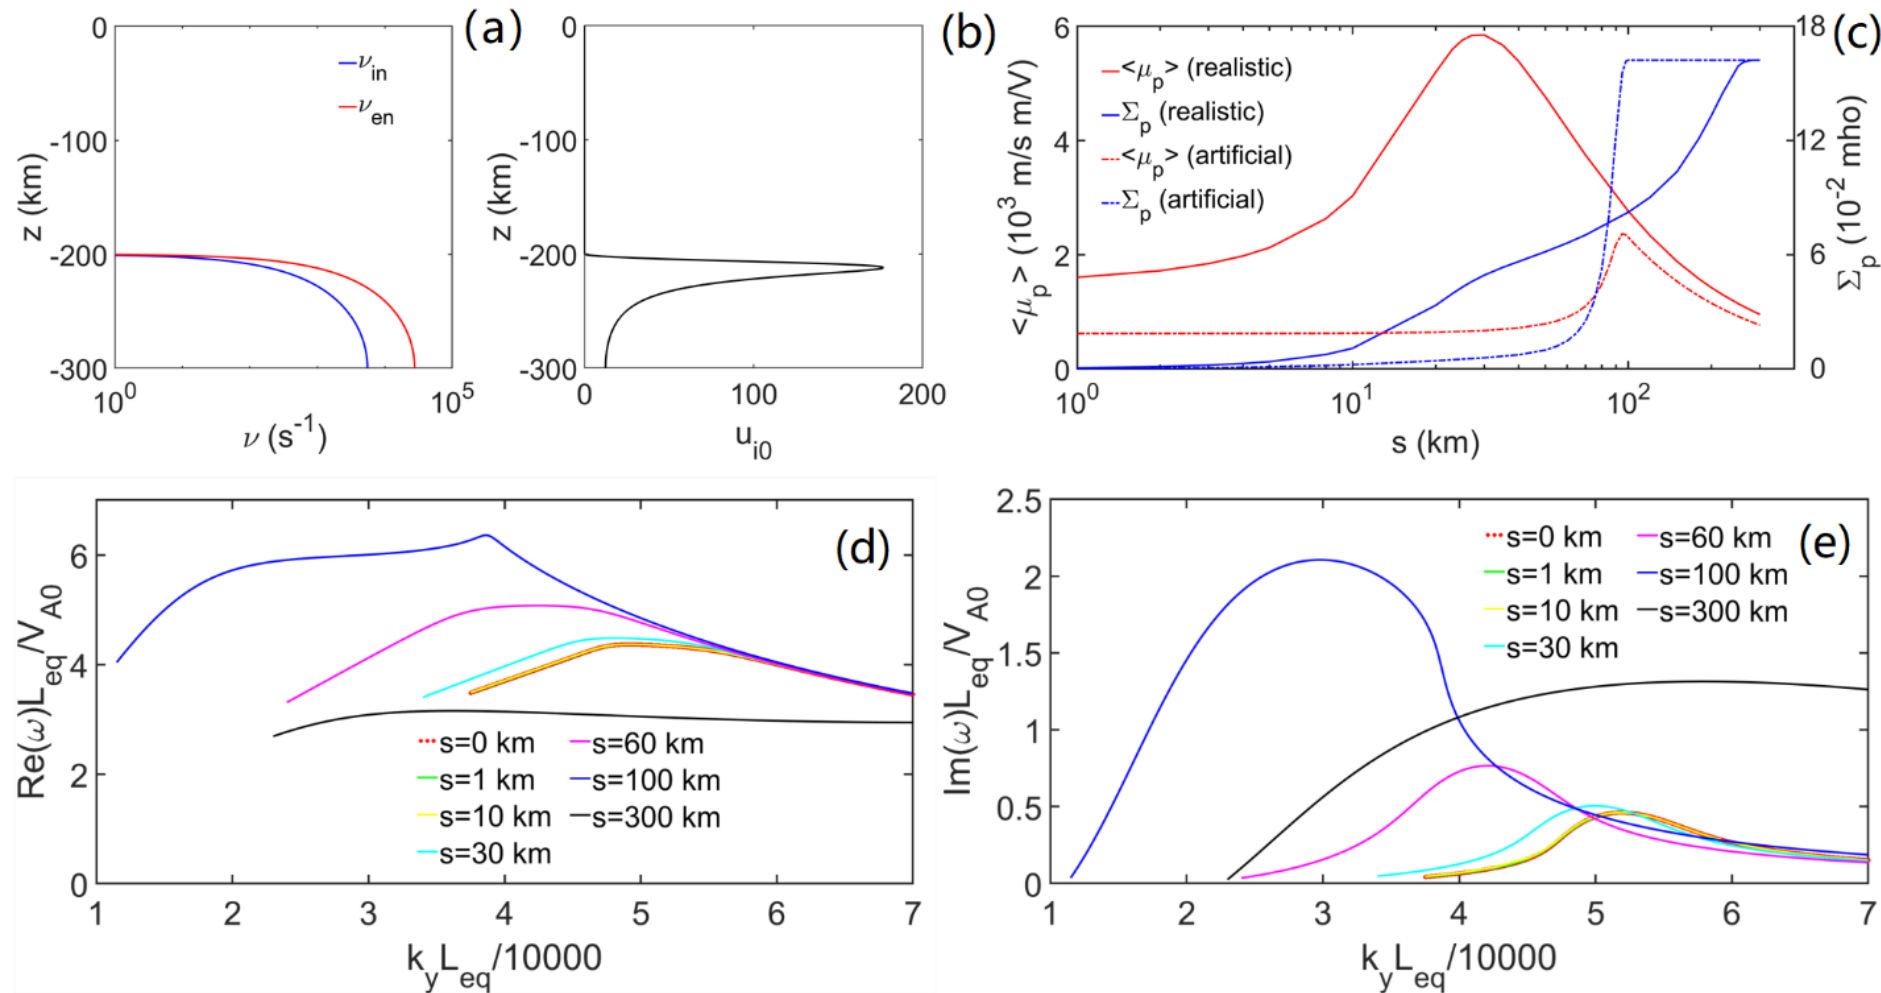 (a)
0
-100
-200
-300
z (km)
10^0
10^5
ν (s^-1)
ν_in
ν_en
(b)
0
-100
-200
-300
z (km)
0
100
200
u_i0
(c)
6
4
2
0
<μ_p> (10^3 m/s m/V)
18
12
6
0
Σ_p (10^-2 mho)
10^0
10^1
10^2
s (km)
<μ_p> (realistic)
Σ_p (realistic)
<μ_p> (artificial)
Σ_p (artificial)
(d)
6
4
2
0
Re(ω)L_eq/V_A0
s=0 km
s=1 km
s=10 km
s=30 km
s=60 km
s=100 km
s=300 km
1 2 3 4 5 6 7
k_yL_eq/10000
(e)
2.5
2
1.5
1
0.5
0
Im(ω)L_eq/V_A0
s=0 km
s=1 km
s=10 km
s=30 km
s=60 km
s=100 km
s=300 km
1 2 3 4 5 6 7
k_yL_eq/10000